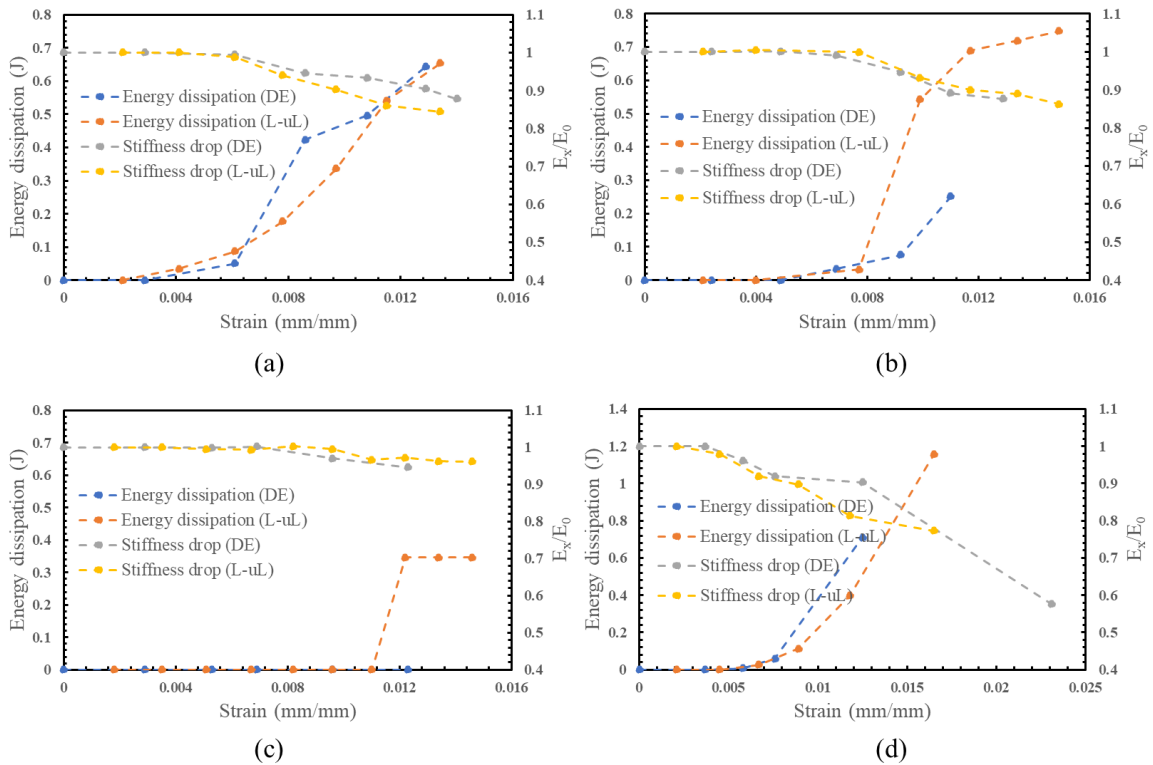 0.8
0.7
0.6
0.5
0.4
0.3
0.2
0.1
0
Energy dissipation (J)
Energy dissipation (DE)
Energy dissipation (L-uL)
Stiffness drop (DE)
Stiffness drop (L-uL)
1.1
1
0.9
0.8
0.7
0.6
0.5
0.4
Ex/E0
0 0.004 0.008 0.012 0.016
Strain (mm/mm)
(a)
0.8
0.7
0.6
0.5
0.4
0.3
0.2
0.1
0
Energy dissipation (J)
Energy dissipation (DE)
Energy dissipation (L-uL)
Stiffness drop (DE)
Stiffness drop (L-uL)
1.1
1
0.9
0.8
0.7
0.6
0.5
0.4
Ex/E0
0 0.004 0.008 0.012 0.016
Strain (mm/mm)
(b)
0.8
0.7
0.6
0.5
0.4
0.3
0.2
0.1
0
Energy dissipation (J)
Energy dissipation (DE)
Energy dissipation (L-uL)
Stiffness drop (DE)
Stiffness drop (L-uL)
1.1
1
0.9
0.8
0.7
0.6
0.5
0.4
Ex/E0
0 0.004 0.008 0.012 0.016
Strain (mm/mm)
(c)
1.4
1.2
1
0.8
0.6
0.4
0.2
0
Energy dissipation (J)
Energy dissipation (DE)
Energy dissipation (L-uL)
Stiffness drop (DE)
Stiffness drop (L-uL)
1.1
1
0.9
0.8
0.7
0.6
0.5
0.4
Ex/E0
0 0.005 0.01 0.015 0.02 0.025
Strain (mm/mm)
(d)